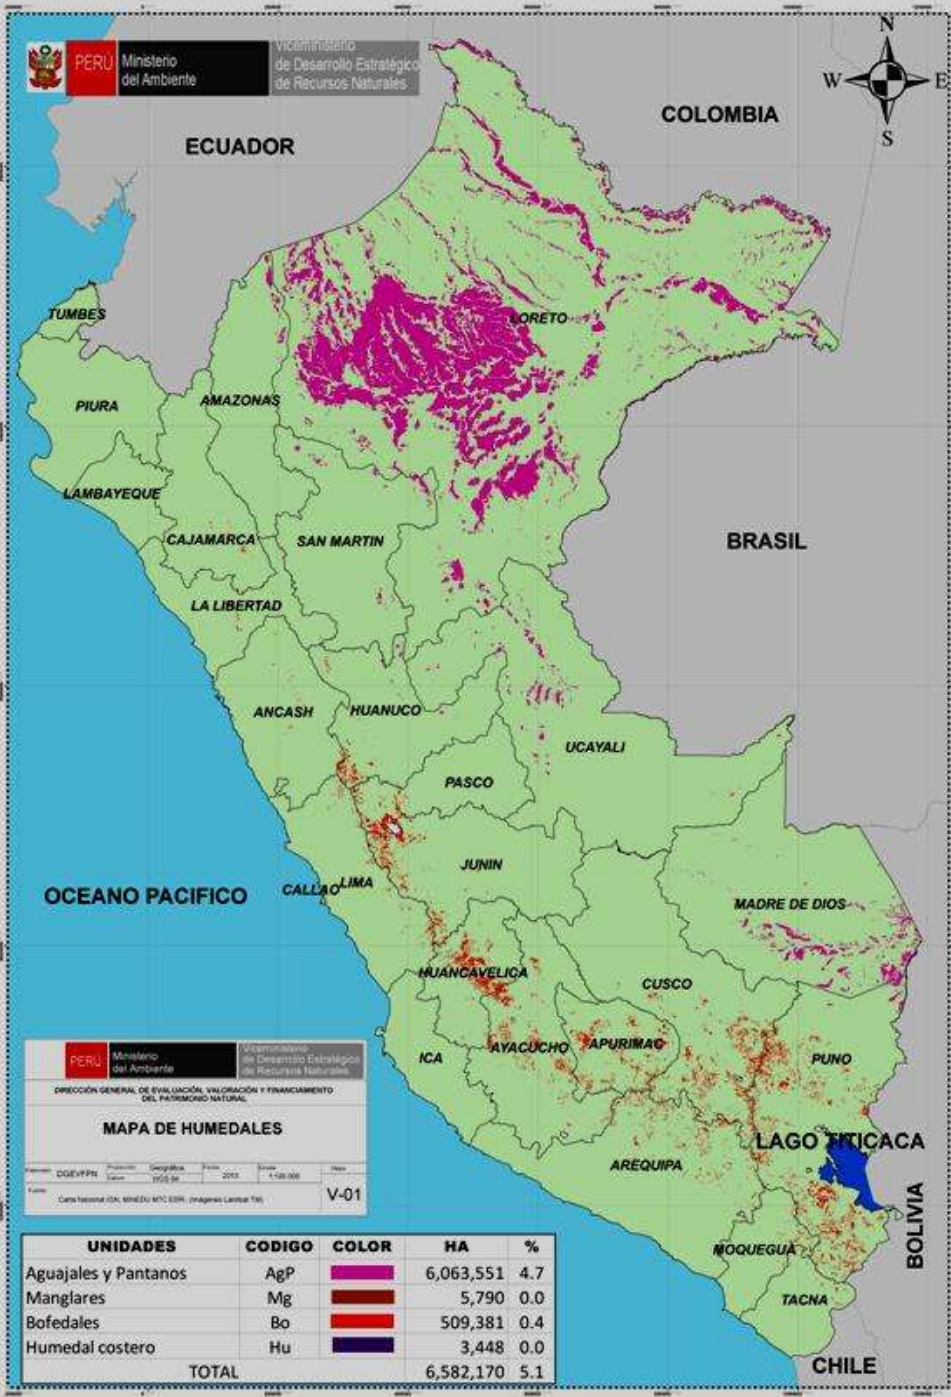 N
W E
S
PERÚ Ministerio del Ambiente
Viceministerio
de Desarrollo Estratégico
de Recursos Naturales
COLOMBIA
ECUADOR
TUMBES
LORETO
PIURA
AMAZONAS
LAMBAYEQUE
CAJAMARCA
SAN MARTIN
BRASIL
LA LIBERTAD
ANCASH
HUANUCO
UCAYALI
PASCO
JUNIN
OCEANO PACIFICO
CALLAO
LIMA
MADRE DE DIOS
HUANCAVELICA
CUSCO
ICA
AYACUCHO
APURIMAC
PUNO
LAGO TITICACA
AREQUIPA
BOLIVIA
MOQUEGUA
TACNA
CHILE
PERÚ Ministerio del Ambiente
Viceministerio
de Desarrollo Estratégico
de Recursos Naturales
DIRECCIÓN GENERAL DE EVALUACIÓN, VALORACIÓN Y FINANCIAMIENTO
DEL PATRIMONIO NATURAL
MAPA DE HUMEDALES
DGEVFPN
Geográfica
WGS 84
V-01
UNIDADES CODIGO COLOR HA %
Aguajales y Pantanos AgP 6,063,551 4.7
Manglares Mg 5,790 0.0
Bofedales Bo 509,381 0.4
Humedal costero Hu 3,448 0.0
TOTAL 6,582,170 5.1